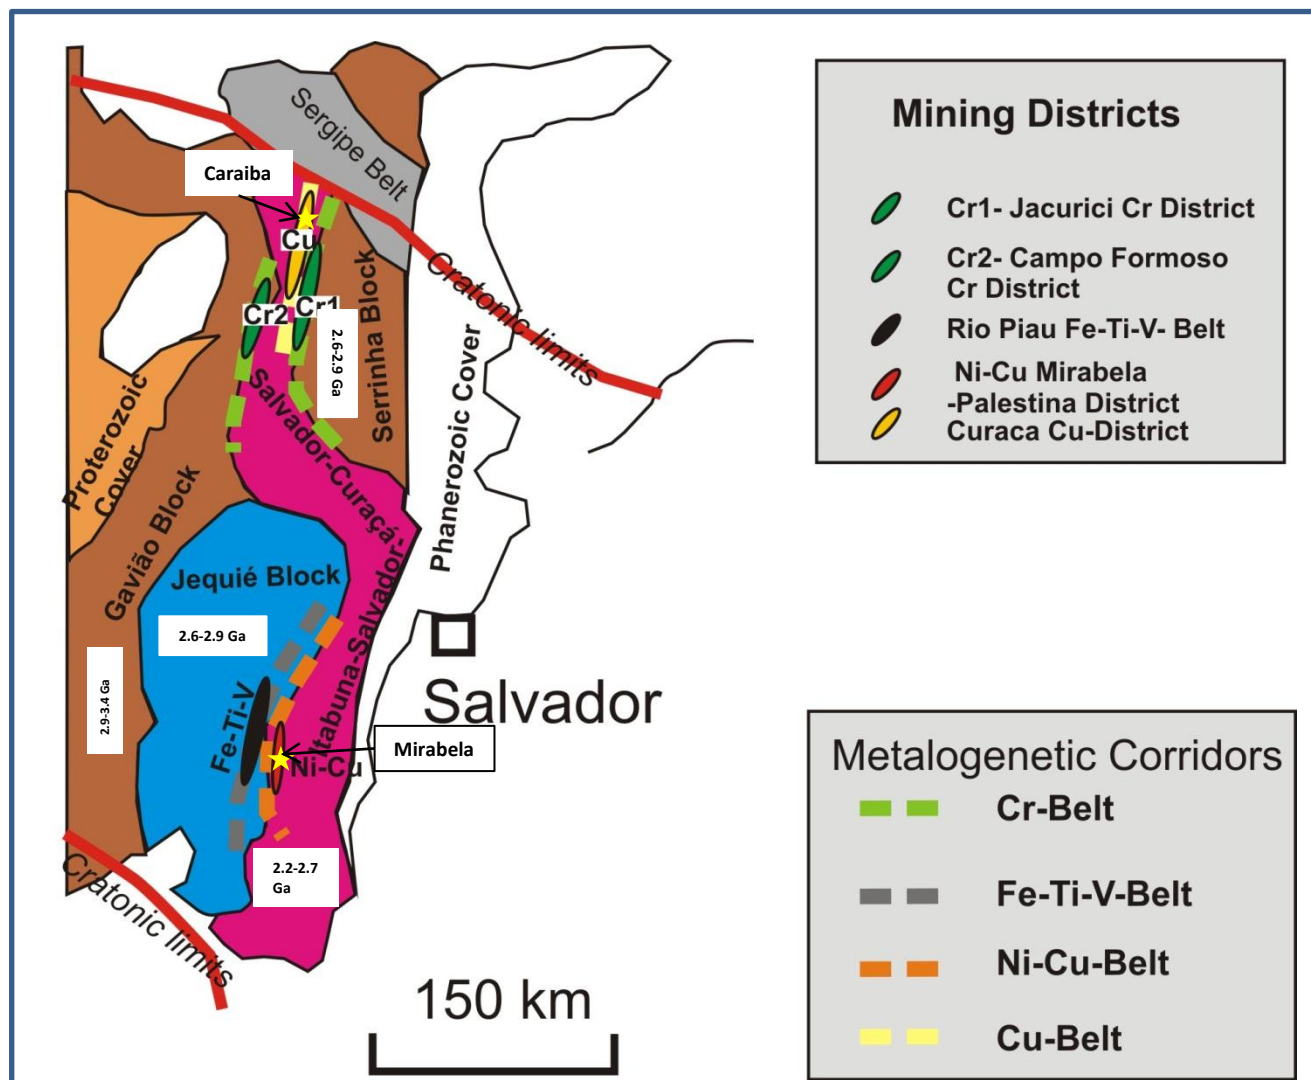 Sergipe Belt
Caraiba
Cu
Cr2
Cr1
2.6-2.9 Ga
Serrinha Block
Cratonic limits
Phanerozoic Cover
Proterozoic
Cover
Gavião Block
Salvador-Curaçá-
Itabuna-Salvador-
Jequié Block
2.6-2.9 Ga
2.9-3.4 Ga
Fe-Ti-V
Ni-Cu
Mirabela
Salvador
2.2-2.7
Ga
Cratonic limits
150 km
Mining Districts
Cr1- Jacurici Cr District
Cr2- Campo Formoso
Cr District
Rio Piau Fe-Ti-V- Belt
Ni-Cu Mirabela
-Palestina District
Curaca Cu-District
Metalogenetic Corridors
Cr-Belt
Fe-Ti-V-Belt
Ni-Cu-Belt
Cu-Belt